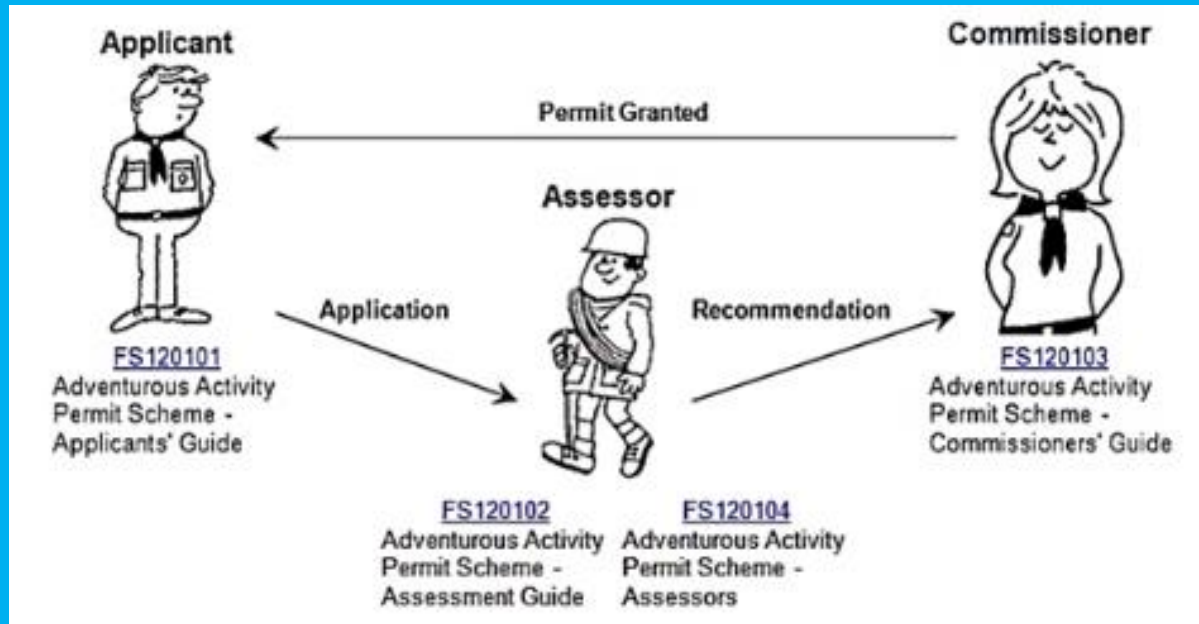 Applicant
Commissioner
Permit Granted
Assessor
Application
Recommendation
FS120101
Adventurous Activity
Permit Scheme -
Applicants' Guide
FS120103
Adventurous Activity
Permit Scheme -
Commissioners' Guide
FS120102
Adventurous Activity
Permit Scheme -
Assessment Guide
FS120104
Adventurous Activity
Permit Scheme -
Assessors